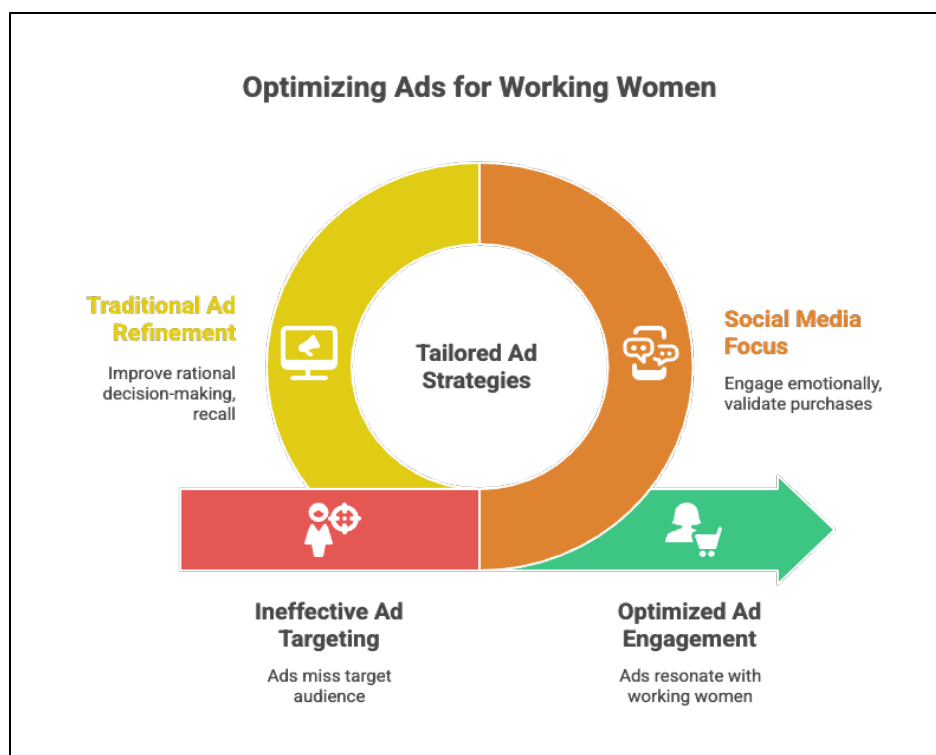 Optimizing Ads for Working Women
Traditional Ad
Refinement
Improve rational
decision-making,
recall
Tailored Ad
Strategies
Social Media
Focus
Engage emotionally,
validate purchases
Ineffective Ad
Targeting
Ads miss target
audience
Optimized Ad
Engagement
Ads resonate with
working women